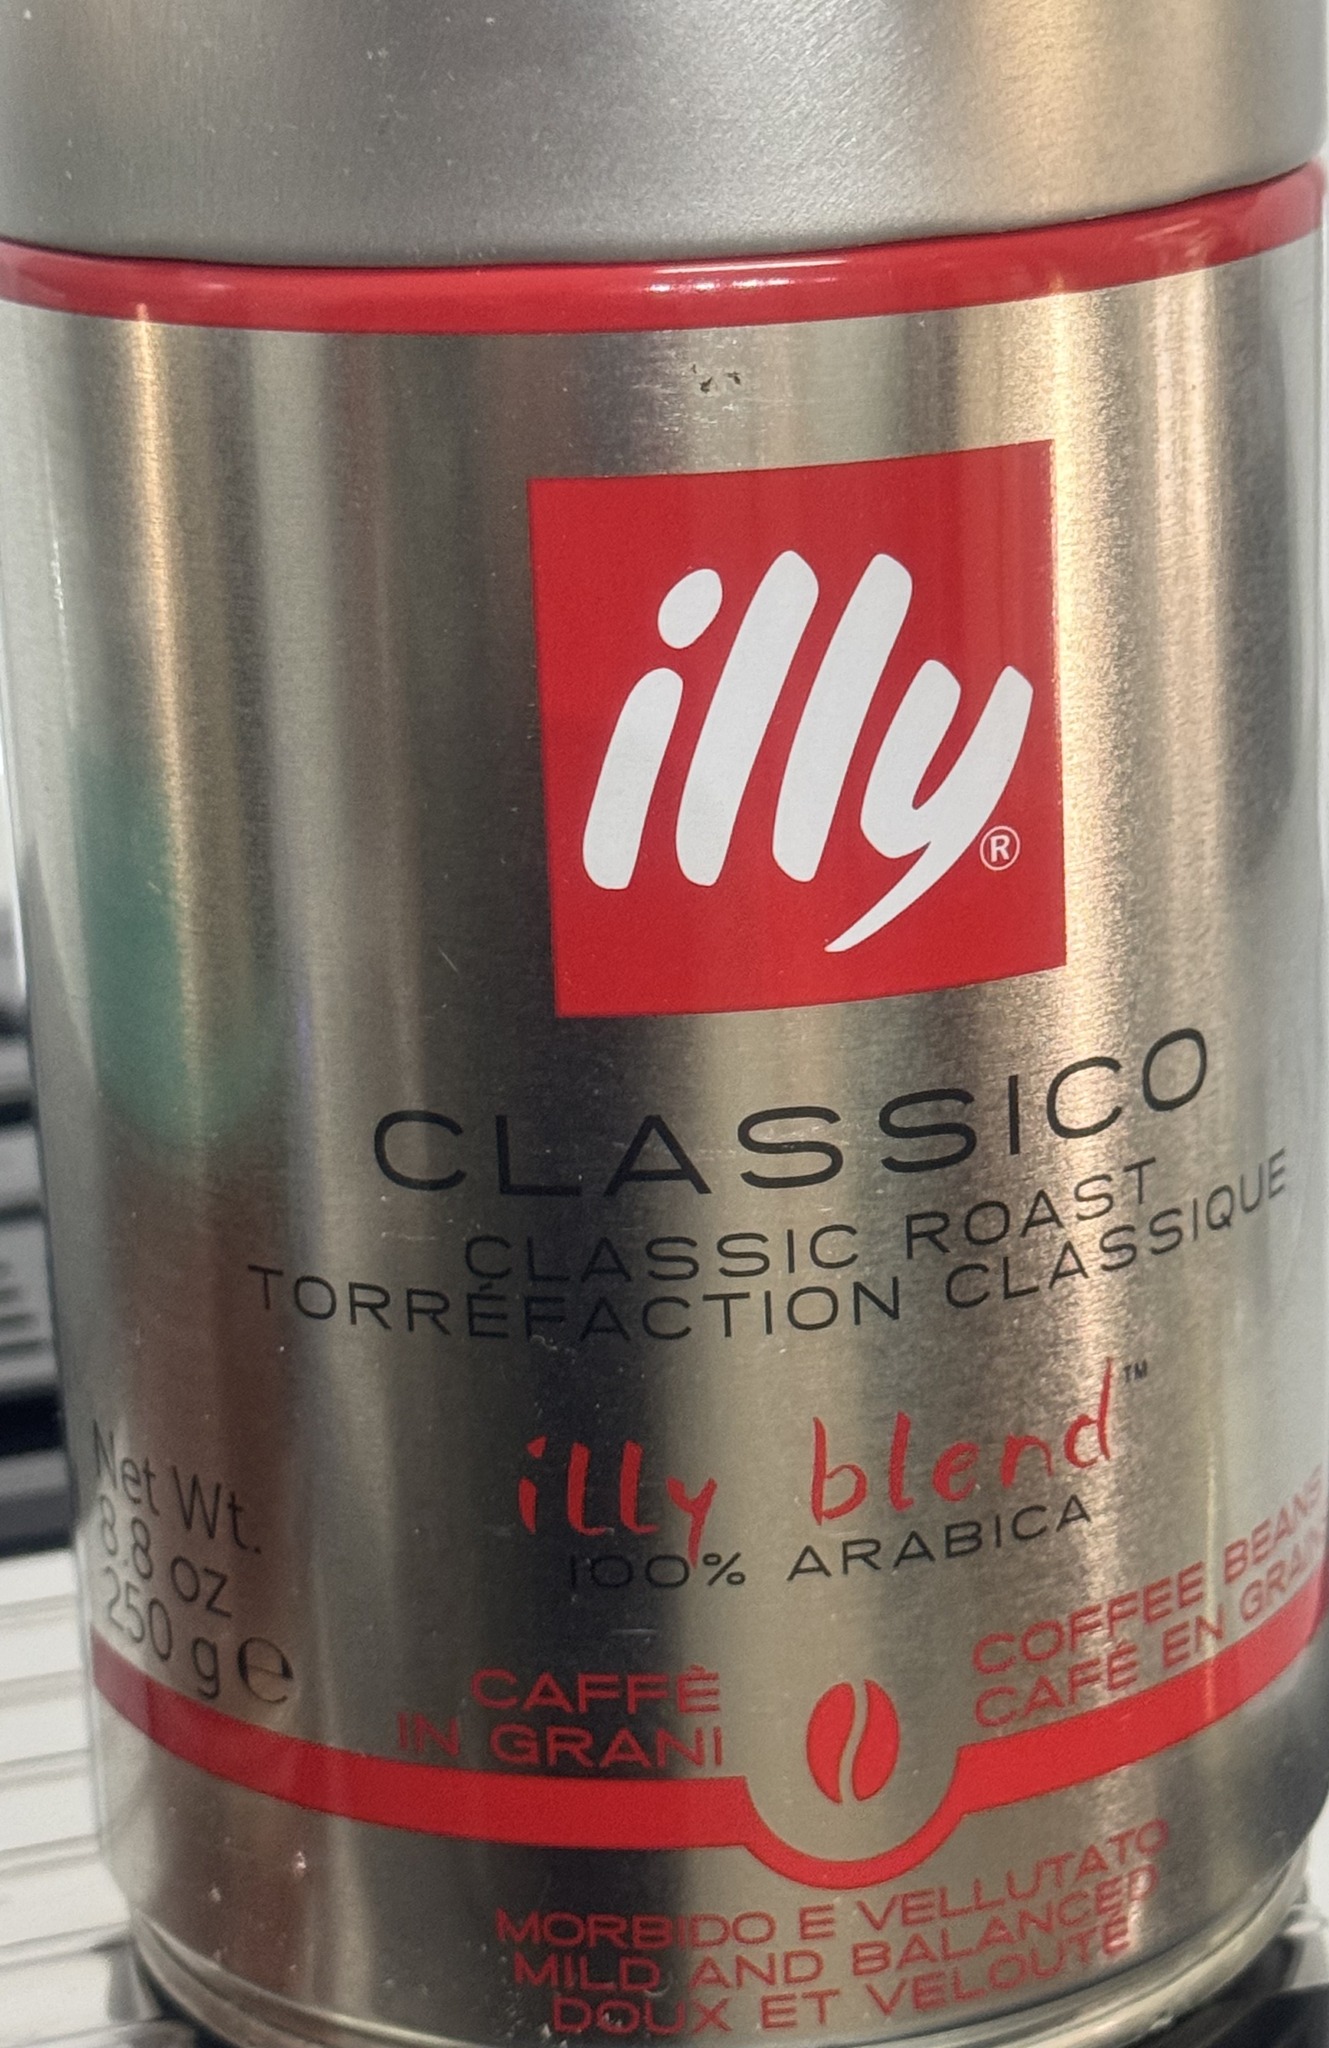 illy®
CLASSICO
CLASSIC ROAST
TORRÉFACTION CLASSIQUE
illy blend™
100% ARABICA
Net Wt.
8.8 oz
250 g ℮
CAFFÈ
IN GRANI
COFFEE BEANS
CAFÉ EN GRAINS
MORBIDO E VELLUTATO
MILD AND BALANCED
DOUX ET VELOUTÉ